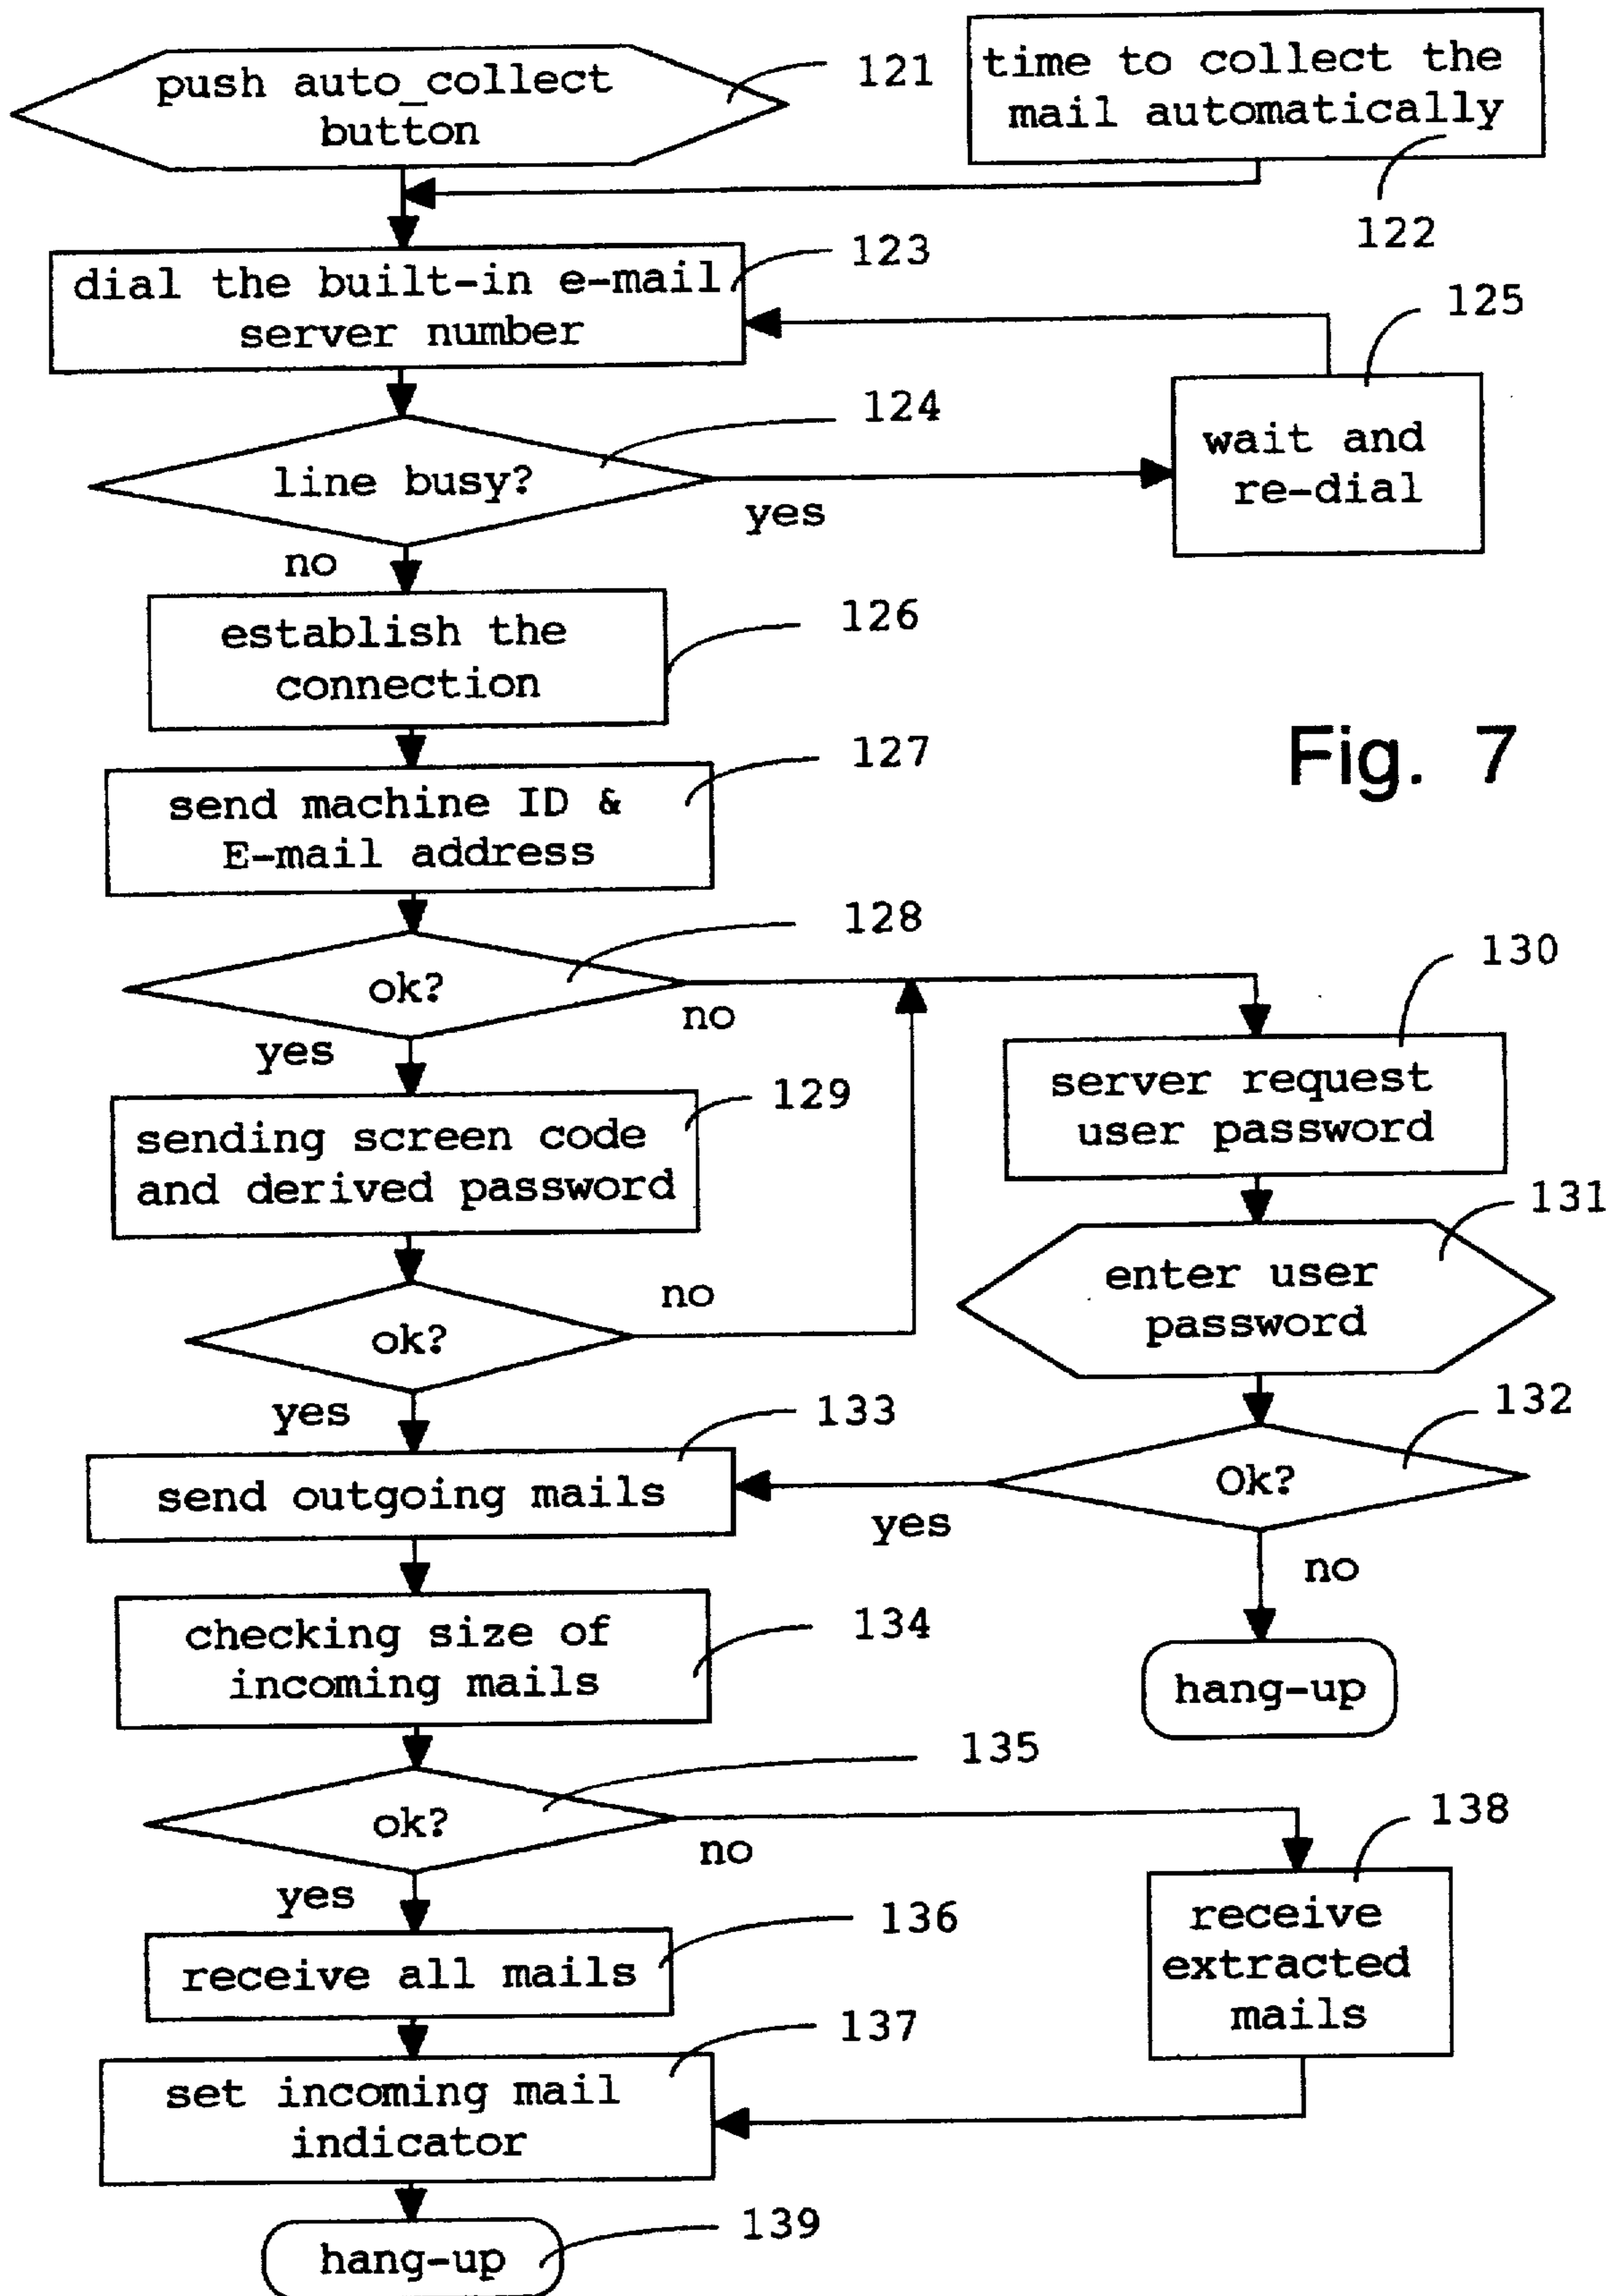 push auto_collect
button
121
time to collect the
mail automatically
122
dial the built-in e-mail
server number
123
125
line busy?
124
yes
wait and
re-dial
no
establish the
connection
126
Fig. 7
send machine ID &
E-mail address
127
ok?
128
no
yes
130
server request
user password
sending screen code
and derived password
129
131
enter user
password
ok?
no
yes
132
Ok?
yes
no
133
send outgoing mails
hang-up
checking size of
incoming mails
134
ok?
135
no
yes
138
receive
extracted
mails
receive all mails
136
set incoming mail
indicator
137
hang-up
139